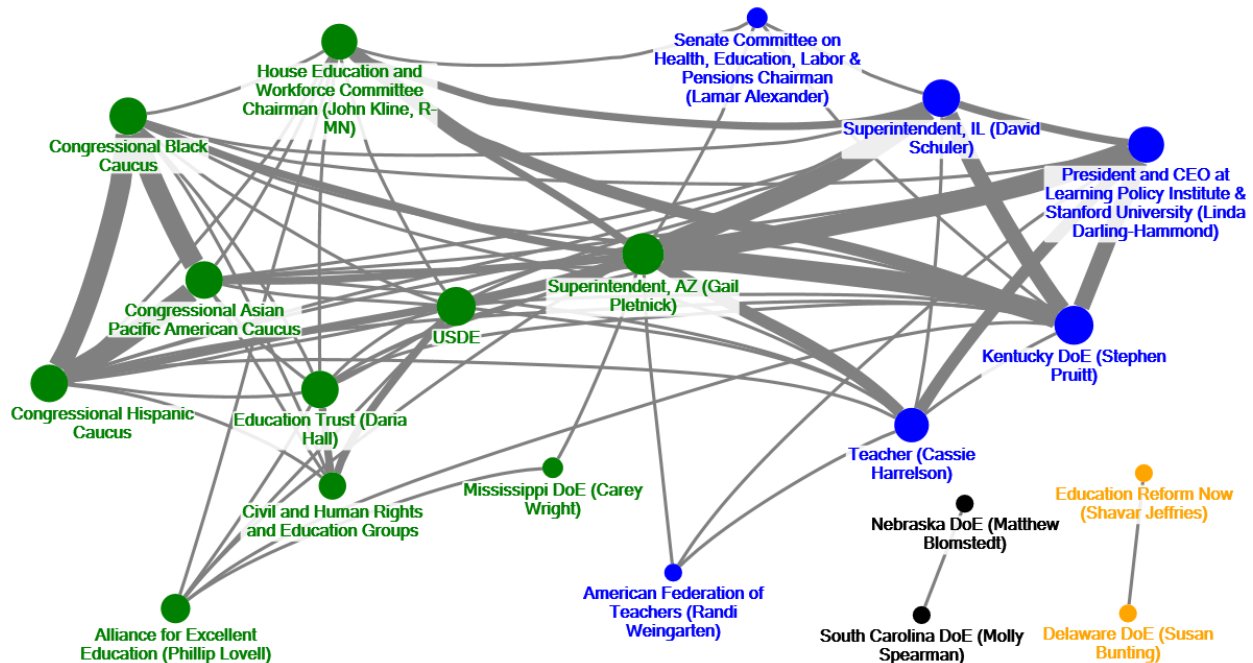 House Education and
Workforce Committee
Chairman (John Kline, R-
MN)
Senate Committee on
Health, Education, Labor &
Pensions Chairman
(Lamar Alexander)
Congressional Black
Caucus
Superintendent, IL (David
Schuler)
President and CEO at
Learning Policy Institute &
Stanford University (Linda
Darling-Hammond)
Congressional Asian
Pacific American Caucus
Superintendent, AZ (Gail
Pletnick)
USDE
Kentucky DoE (Stephen
Pruitt)
Congressional Hispanic
Caucus
Education Trust (Daria
Hall)
Teacher (Cassie
Harrelson)
Civil and Human Rights
and Education Groups
Mississippi DoE (Carey
Wright)
Education Reform Now
(Shavar Jeffries)
Nebraska DoE (Matthew
Blomstedt)
Alliance for Excellent
Education (Phillip Lovell)
American Federation of
Teachers (Randi
Weingarten)
South Carolina DoE (Molly
Spearman)
Delaware DoE (Susan
Bunting)